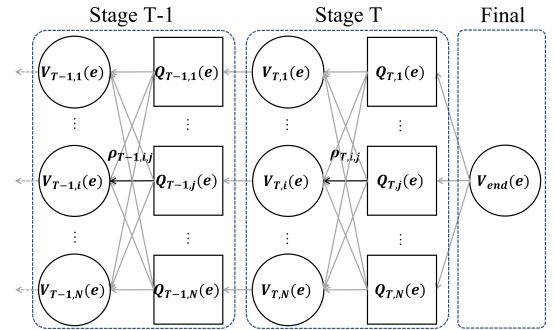 Stage T-1
Stage T
Final
V_{T−1,1}(e)
Q_{T−1,1}(e)
V_{T,1}(e)
Q_{T,1}(e)
⋮
⋮
⋮
⋮
ρ_{T−1,i,j}
ρ_{T,i,j}
V_{T−1,i}(e)
Q_{T−1,j}(e)
V_{T,i}(e)
Q_{T,j}(e)
V_{end}(e)
⋮
⋮
⋮
⋮
V_{T−1,N}(e)
Q_{T−1,N}(e)
V_{T,N}(e)
Q_{T,N}(e)